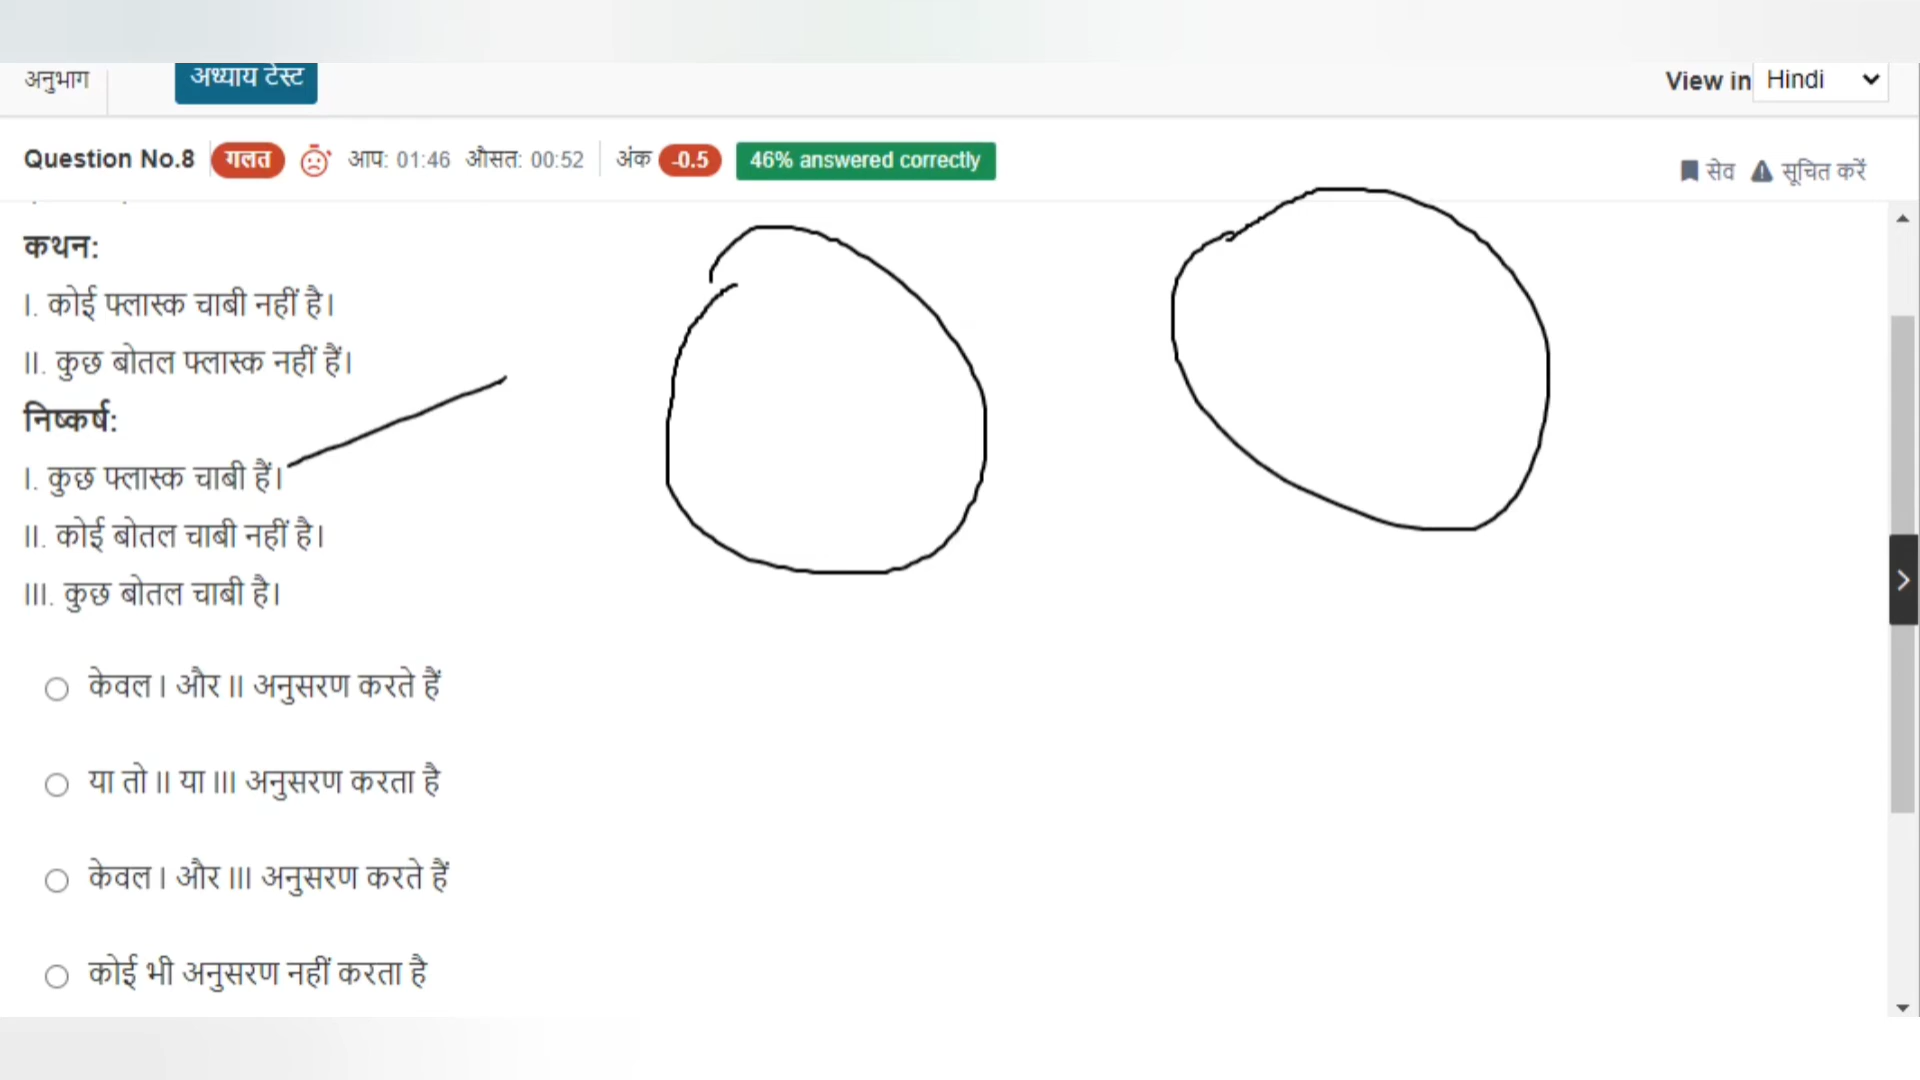 अनुभाग अध्याय टेस्ट View in Hindi
Question No.8 गलत आप: 01:46 औसत: 00:52 अंक -0.5 46% answered correctly सेव सूचित करें
कथन:
I. कोई फ्लास्क चाबी नहीं है।
II. कुछ बोतल फ्लास्क नहीं हैं।
निष्कर्ष:
I. कुछ फ्लास्क चाबी हैं।
II. कोई बोतल चाबी नहीं है।
III. कुछ बोतल चाबी है।
केवल I और II अनुसरण करते हैं
या तो II या III अनुसरण करता है
केवल I और III अनुसरण करते हैं
कोई भी अनुसरण नहीं करता है